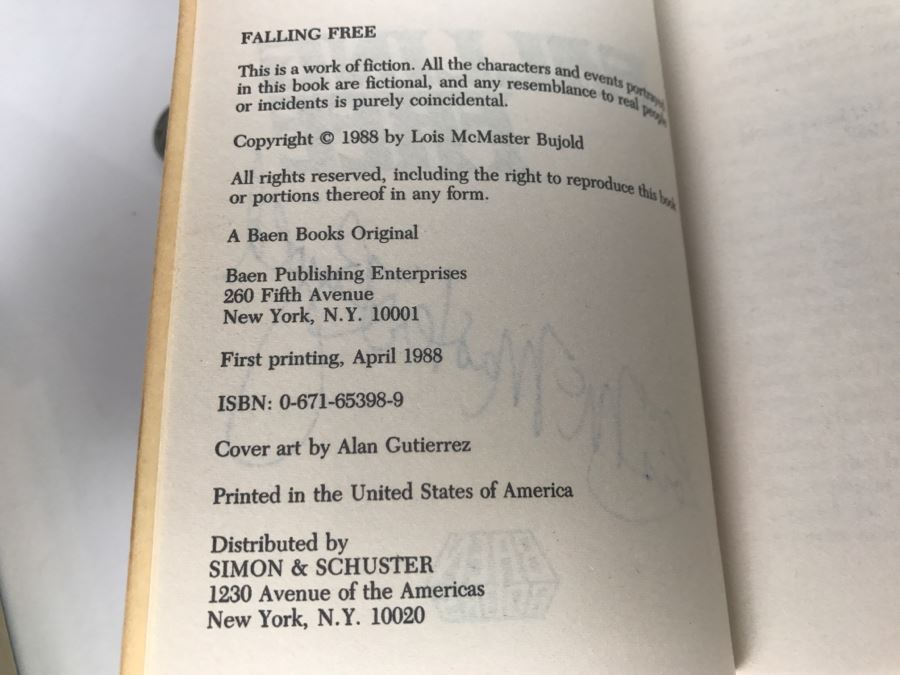 FALLING FREE
This is a work of fiction. All the characters and events portrayed
in this book are fictional, and any resemblance to real people
or incidents is purely coincidental.
Copyright © 1988 by Lois McMaster Bujold
All rights reserved, including the right to reproduce this book
or portions thereof in any form.
A Baen Books Original
Baen Publishing Enterprises
260 Fifth Avenue
New York, N.Y. 10001
First printing, April 1988
ISBN: 0-671-65398-9
Cover art by Alan Gutierrez
Printed in the United States of America
Distributed by
SIMON & SCHUSTER
1230 Avenue of the Americas
New York, N.Y. 10020